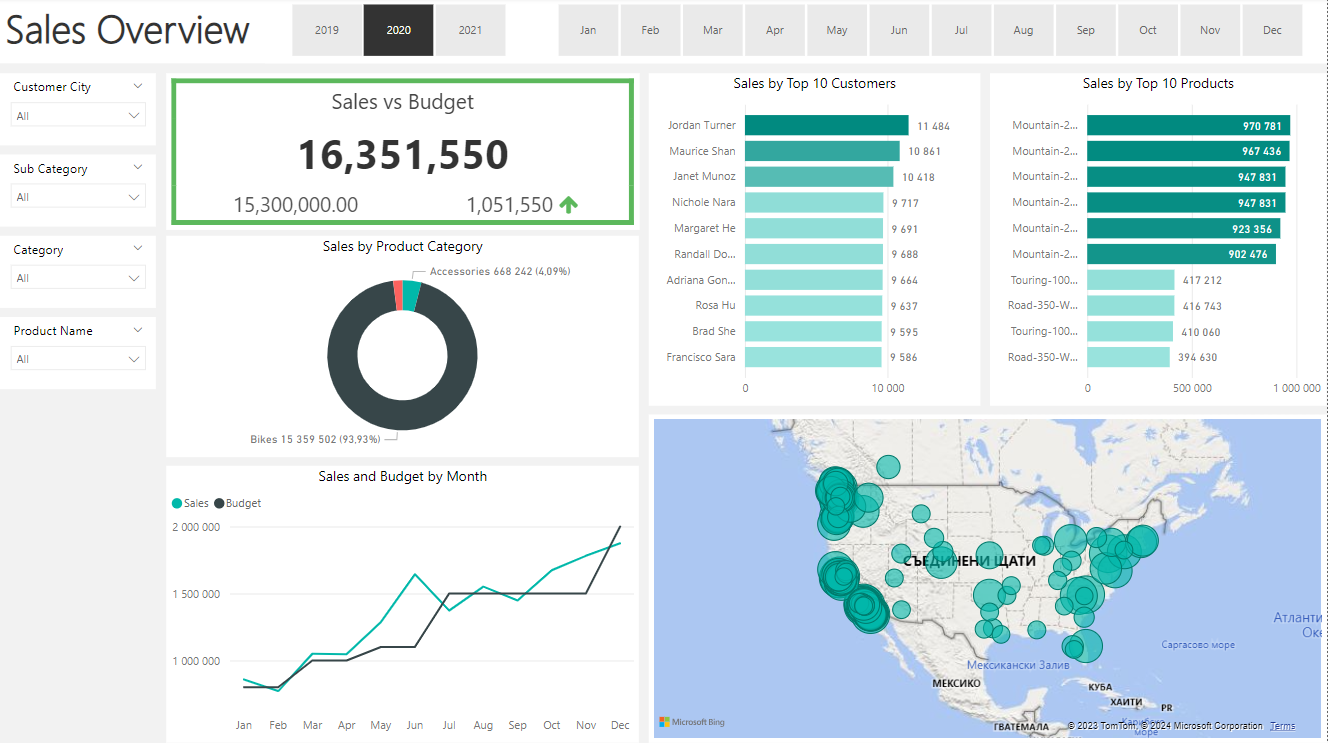 Sales Overview
2019 2020 2021
Jan Feb Mar Apr May Jun Jul Aug Sep Oct Nov Dec
Customer City
All
Sub Category
All
Category
All
Product Name
All
Sales vs Budget
16,351,550
15,300,000.00 1,051,550
Sales by Product Category
Accessories 668 242 (4,09%)
Bikes 15 359 502 (93,93%)
Sales and Budget by Month
Sales Budget
2 000 000
1 500 000
1 000 000
Jan Feb Mar Apr May Jun Jul Aug Sep Oct Nov Dec
Sales by Top 10 Customers
Jordan Turner 11 484
Maurice Shan 10 861
Janet Munoz 10 418
Nichole Nara 9 717
Margaret He 9 691
Randall Do... 9 688
Adriana Gon... 9 664
Rosa Hu 9 637
Brad She 9 595
Francisco Sara 9 586
0 10 000
Sales by Top 10 Products
Mountain-2... 970 781
Mountain-2... 967 436
Mountain-2... 947 831
Mountain-2... 947 831
Mountain-2... 923 356
Mountain-2... 902 476
Touring-100... 417 212
Road-350-W... 416 743
Touring-100... 410 060
Road-350-W... 394 630
0 500 000 1 000 000
СЪЕДИНЕНИ ЩАТИ
Атланти
Оке
Саргасово море
Мексикански Залив
МЕКСИКО
КУБА
ХАИТИ
PR
ГВАТЕМАЛА
море
Microsoft Bing
© 2023 TomTom, © 2024 Microsoft Corporation Terms